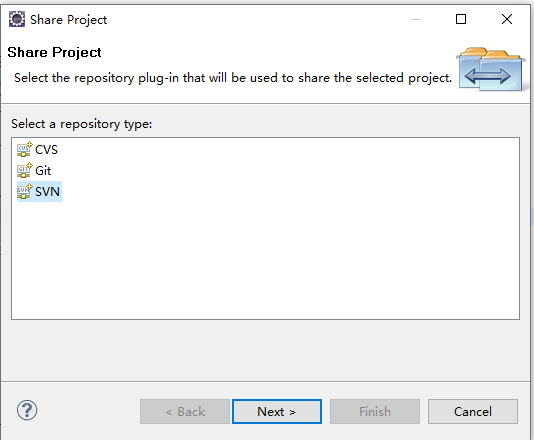 Share Project
Share Project
Select the repository plug-in that will be used to share the selected project.
Select a repository type:
CVS
Git
SVN
< Back
Next >
Finish
Cancel